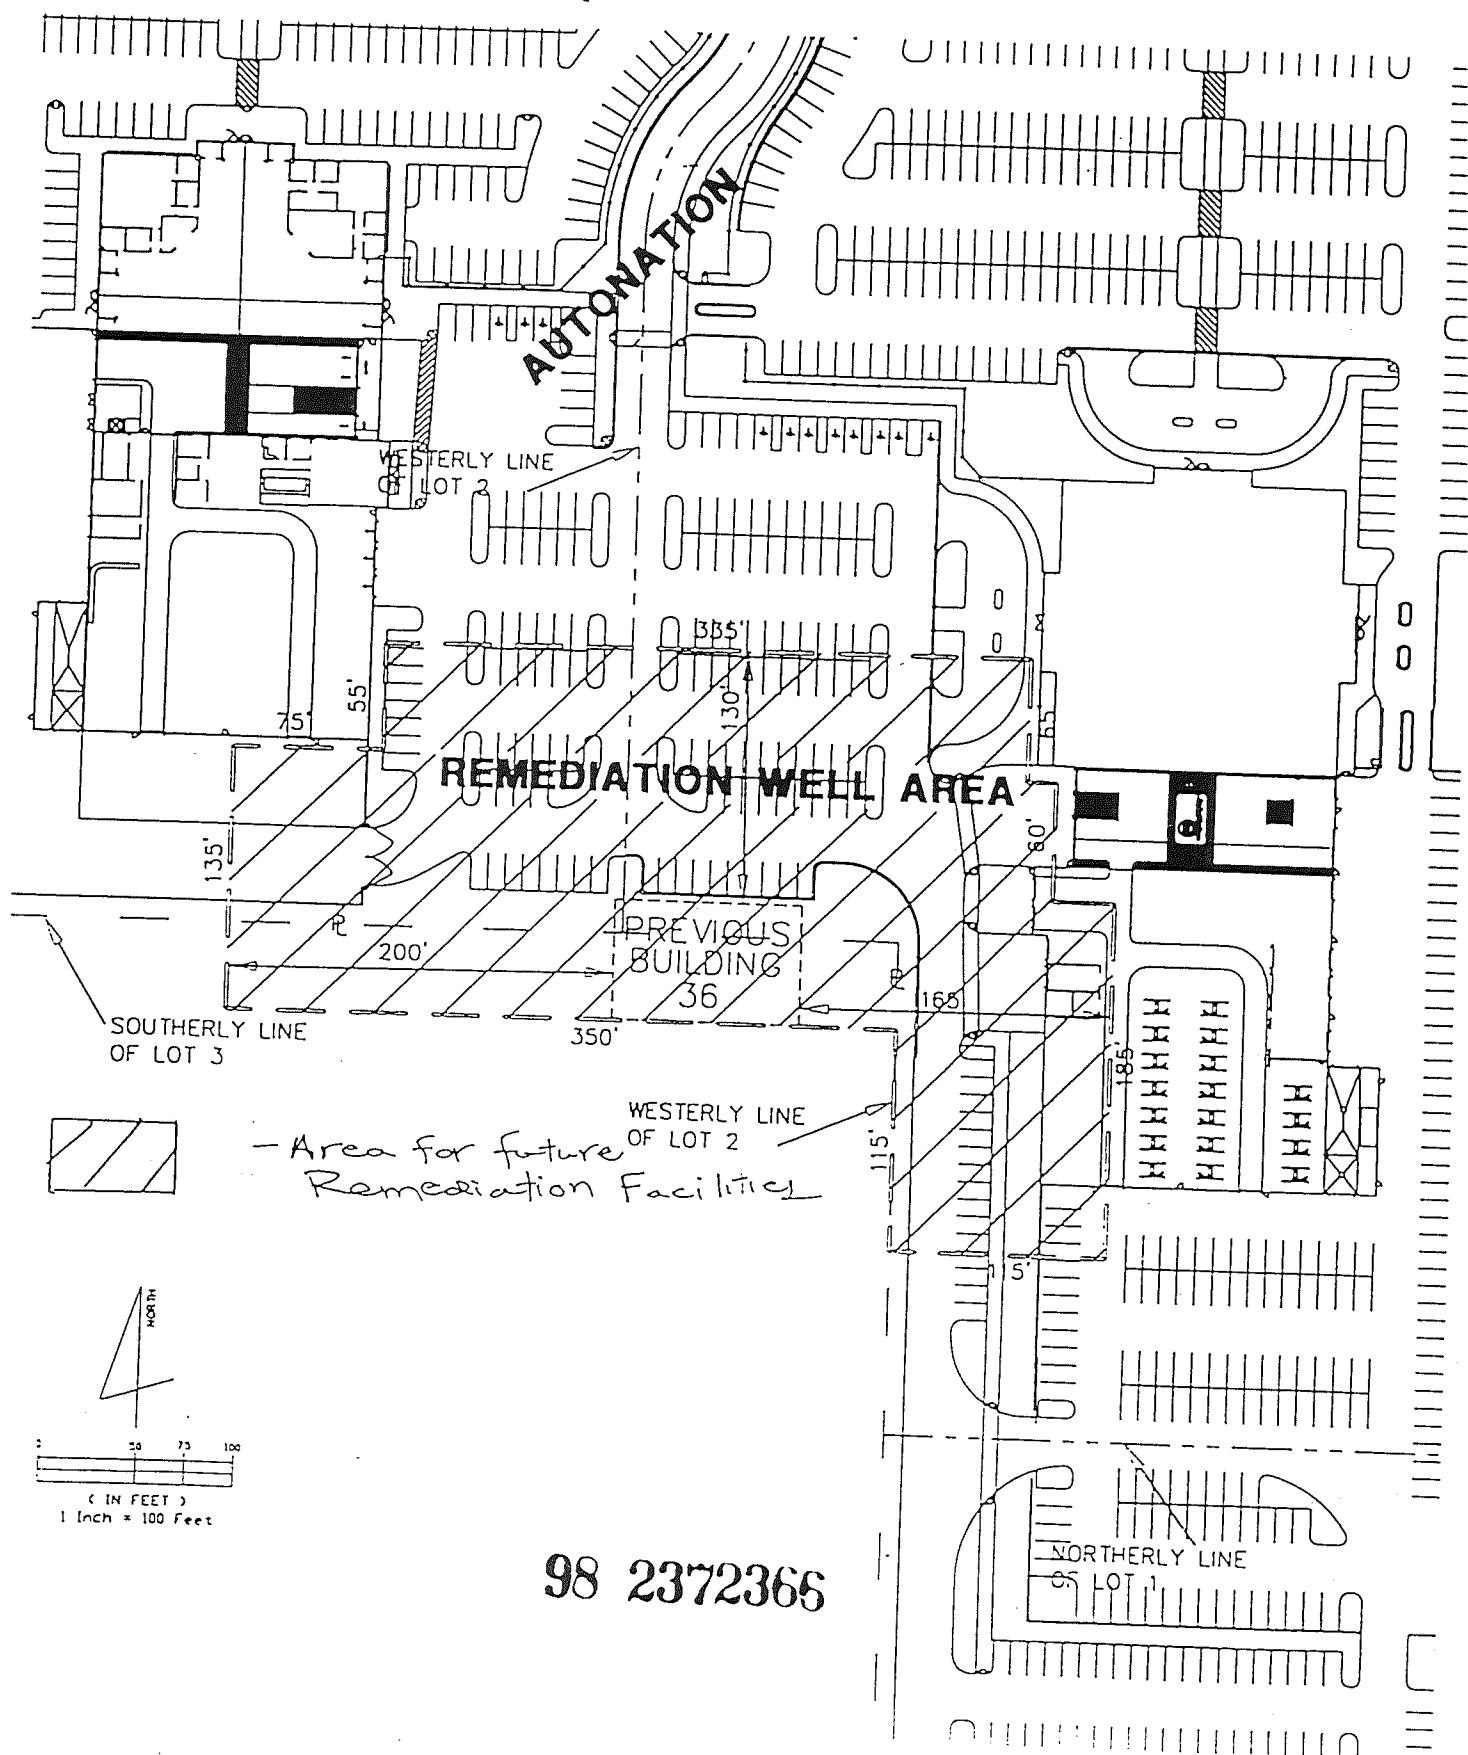 AUTONATION
WESTERLY LINE
OF LOT 2
335'
130'
55'
75'
65'
REMEDIATION WELL AREA
60'
135'
PREVIOUS
BUILDING
36
200'
165'
350'
185'
SOUTHERLY LINE
OF LOT 3
WESTERLY LINE
OF LOT 2
115'
- Area for future
Remediation Facilities
115'
NORTH
50 75 100
( IN FEET )
1 Inch = 100 Feet
NORTHERLY LINE
OF LOT 1
98 2372366